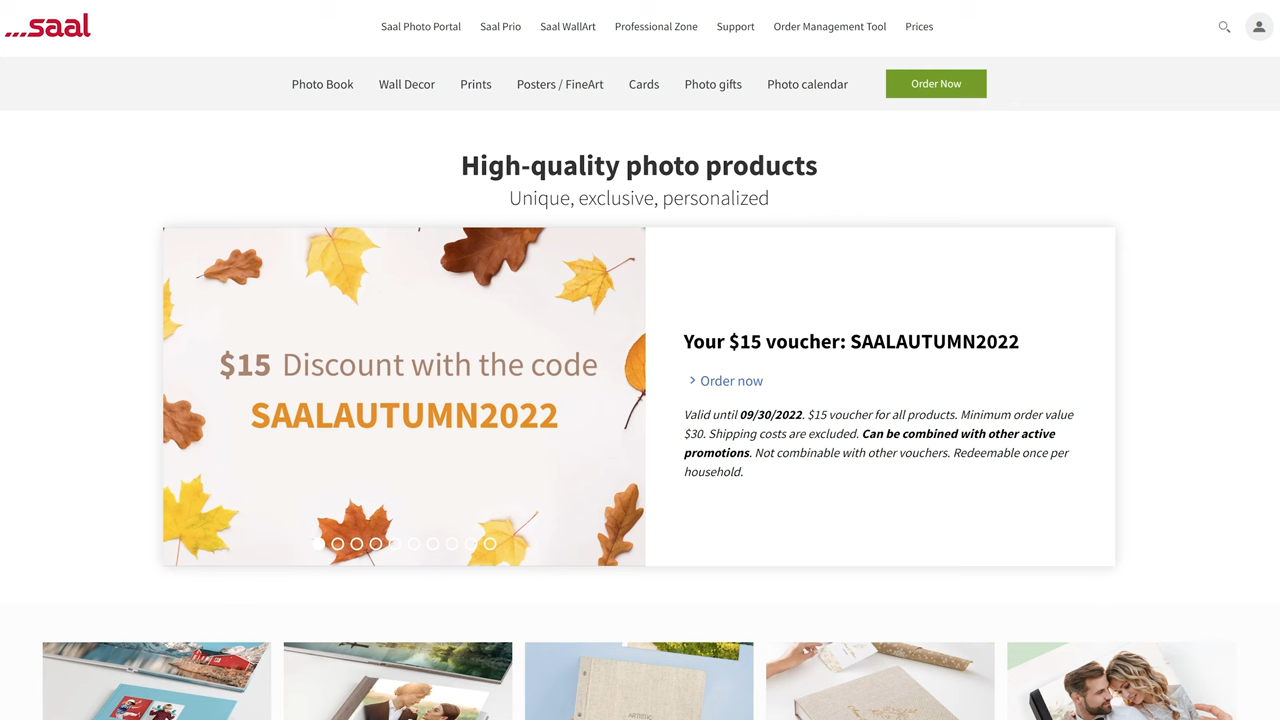 ...saal
Saal Photo Portal Saal Prio Saal WallArt Professional Zone Support Order Management Tool Prices
Photo Book Wall Decor Prints Posters / FineArt Cards Photo gifts Photo calendar Order Now
High-quality photo products
Unique, exclusive, personalized
$15 Discount with the code
SAALAUTUMN2022
Your $15 voucher: SAALAUTUMN2022
Order now
Valid until 09/30/2022. $15 voucher for all products. Minimum order value
$30. Shipping costs are excluded. Can be combined with other active
promotions. Not combinable with other vouchers. Redeemable once per
household.